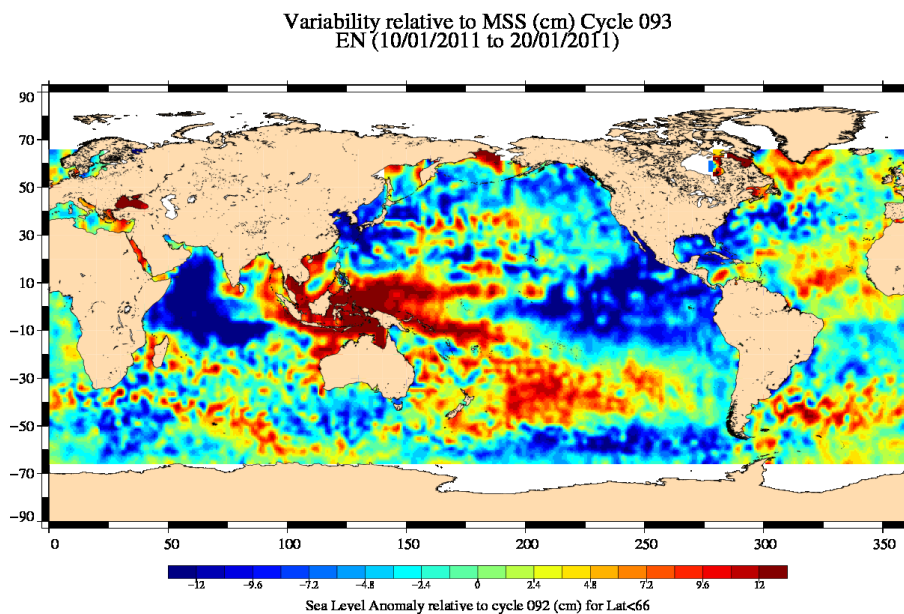 Variability relative to MSS (cm) Cycle 093
EN (10/01/2011 to 20/01/2011)
90
70
50
30
10
−10
−30
−50
−70
−90
0 50 100 150 200 250 300 350
−12 −9.6 −7.2 −4.8 −2.4 0 2.4 4.8 7.2 9.6 12
Sea Level Anomaly relative to cycle 092 (cm) for Lat<66